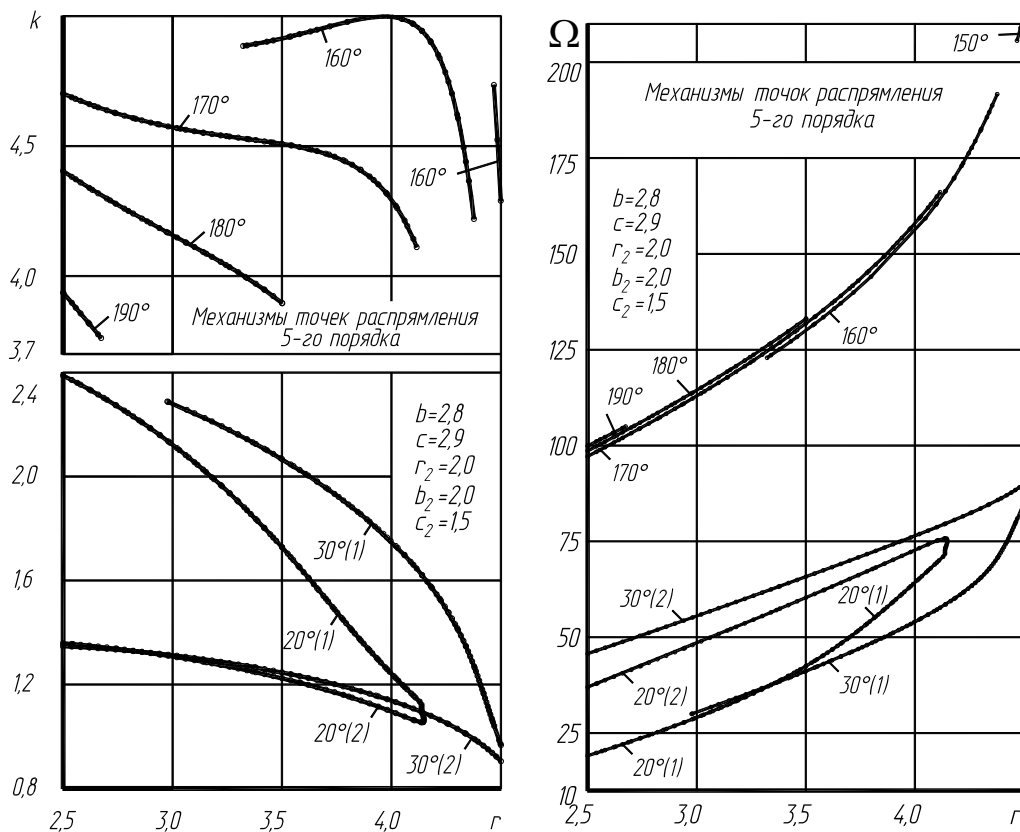 k
160°
170°
4,5
160°
180°
4,0
190°
Механизмы точек распрямления
5-го порядка
3,7
2,4
b=2,8
c=2,9
r₂=2,0
b₂=2,0
c₂=1,5
2,0
30°(1)
1,6
20°(1)
1,2
20°(2)
30°(2)
0,8
2,5
3,0
3,5
4,0
r
Ω
150°
200
Механизмы точок распрямления
5-го порядка
175
b=2,8
c=2,9
r₂=2,0
b₂=2,0
c₂=1,5
150
160°
125
180°
190°
100
170°
75
30°(2)
20°(1)
50
20°(2)
30°(1)
25
20°(1)
10
2,5
3,0
3,5
4,0
r